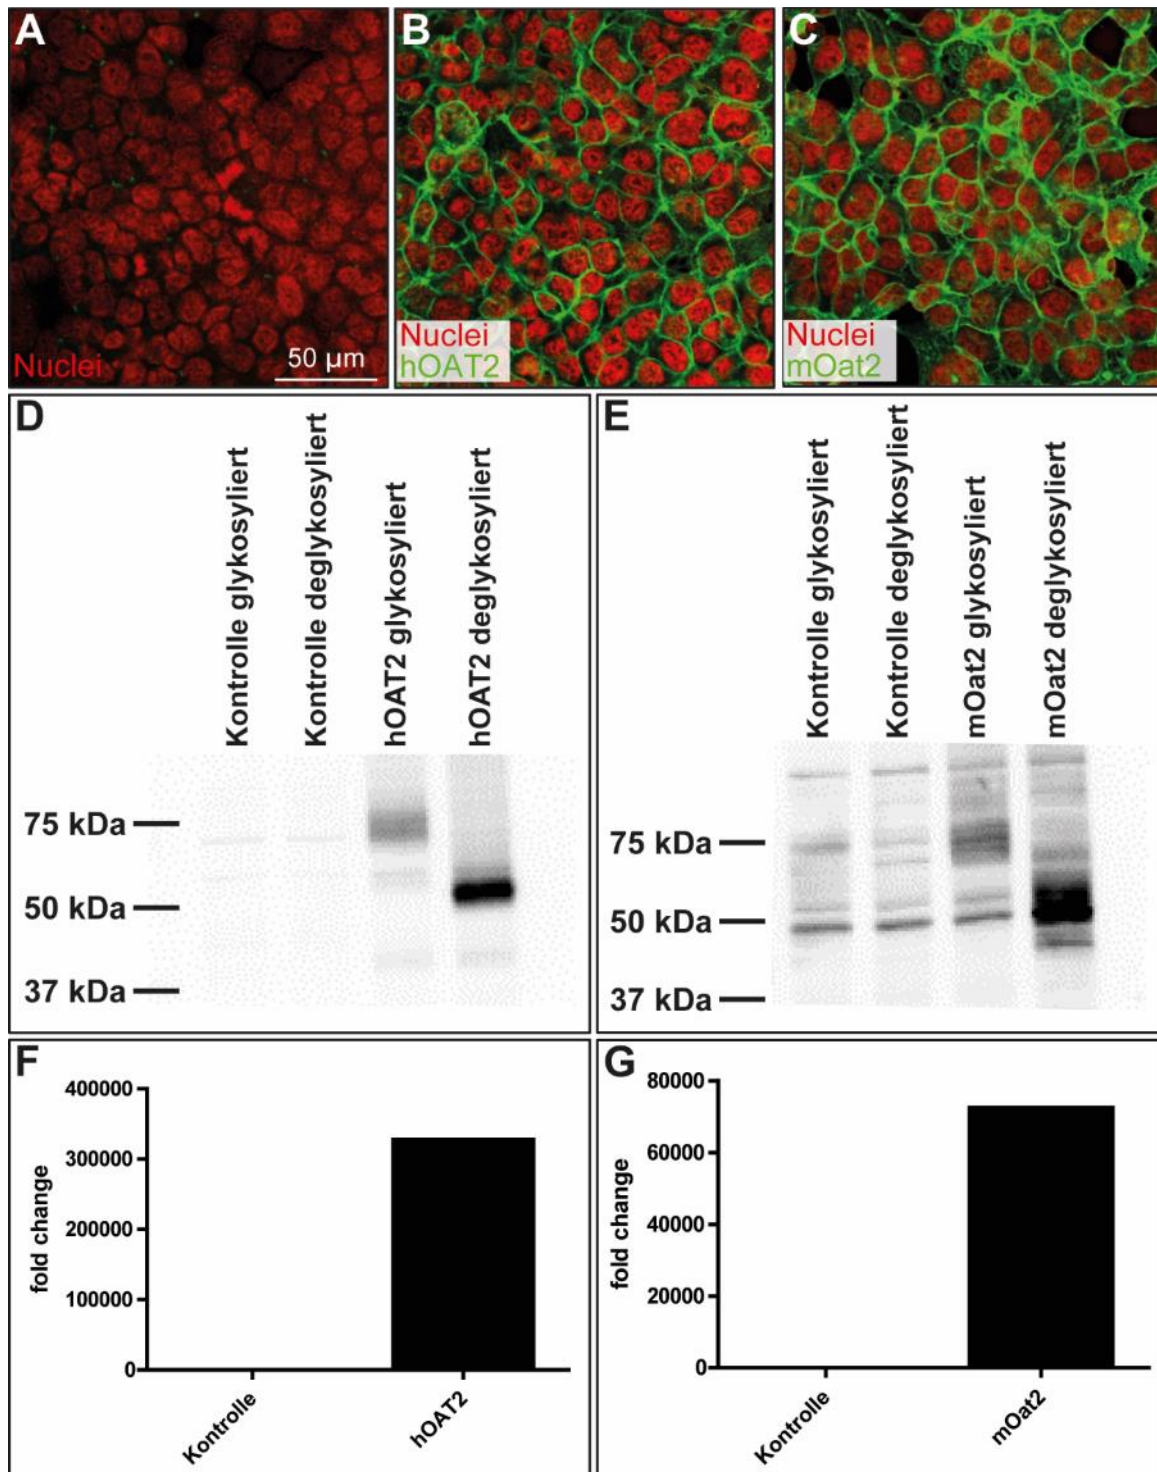 A
Nuclei
50 µm
B
Nuclei
hOAT2
C
Nuclei
mOat2
D
Kontrolle glykosyliert
Kontrolle deglykosyliert
hOAT2 glykosyliert
hOAT2 deglykosyliert
75 kDa
50 kDa
37 kDa
E
Kontrolle glykosyliert
Kontrolle deglykosyliert
mOat2 glykosyliert
mOat2 deglykosyliert
75 kDa
50 kDa
37 kDa
F
fold change
400000
300000
200000
100000
0
Kontrolle
hOAT2
G
fold change
80000
60000
40000
20000
0
Kontrolle
mOat2